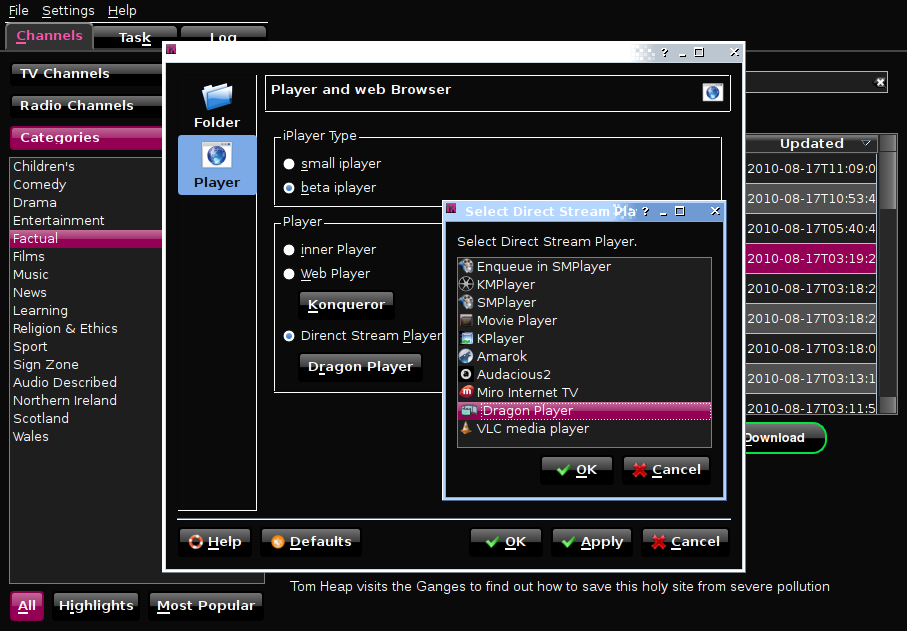 File Settings Help
Channels Task Log
TV Channels
Radio Channels
Categories
Children's
Comedy
Drama
Entertainment
Factual
Films
Music
News
Learning
Religion & Ethics
Sport
Sign Zone
Audio Described
Northern Ireland
Scotland
Wales
All Highlights Most Popular
?
Folder
Player
Player and web Browser
iPlayer Type
small iplayer
beta iplayer
Player
inner Player
Web Player
Konqueror
Direnct Stream Player
Dragon Player
Help Defaults OK Apply Cancel
Select Direct Stream Pla ?
Select Direct Stream Player.
Enqueue in SMPlayer
KMPlayer
SMPlayer
Movie Player
KPlayer
Amarok
Audacious2
Miro Internet TV
Dragon Player
VLC media player
OK Cancel
Updated
2010-08-17T11:09:0
2010-08-17T10:53:4
2010-08-17T05:40:4
2010-08-17T03:19:2
2010-08-17T03:18:2
2010-08-17T03:18:2
2010-08-17T03:18:0
2010-08-17T03:13:1
2010-08-17T03:11:5
Download
Tom Heap visits the Ganges to find out how to save this holy site from severe pollution